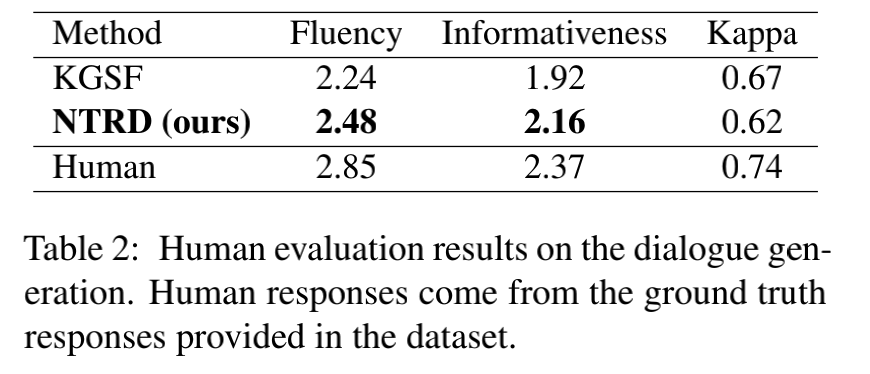 Method Fluency Informativeness Kappa
KGSF 2.24 1.92 0.67
NTRD (ours) 2.48 2.16 0.62
Human 2.85 2.37 0.74
Table 2: Human evaluation results on the dialogue gen-
eration. Human responses come from the ground truth
responses provided in the dataset.